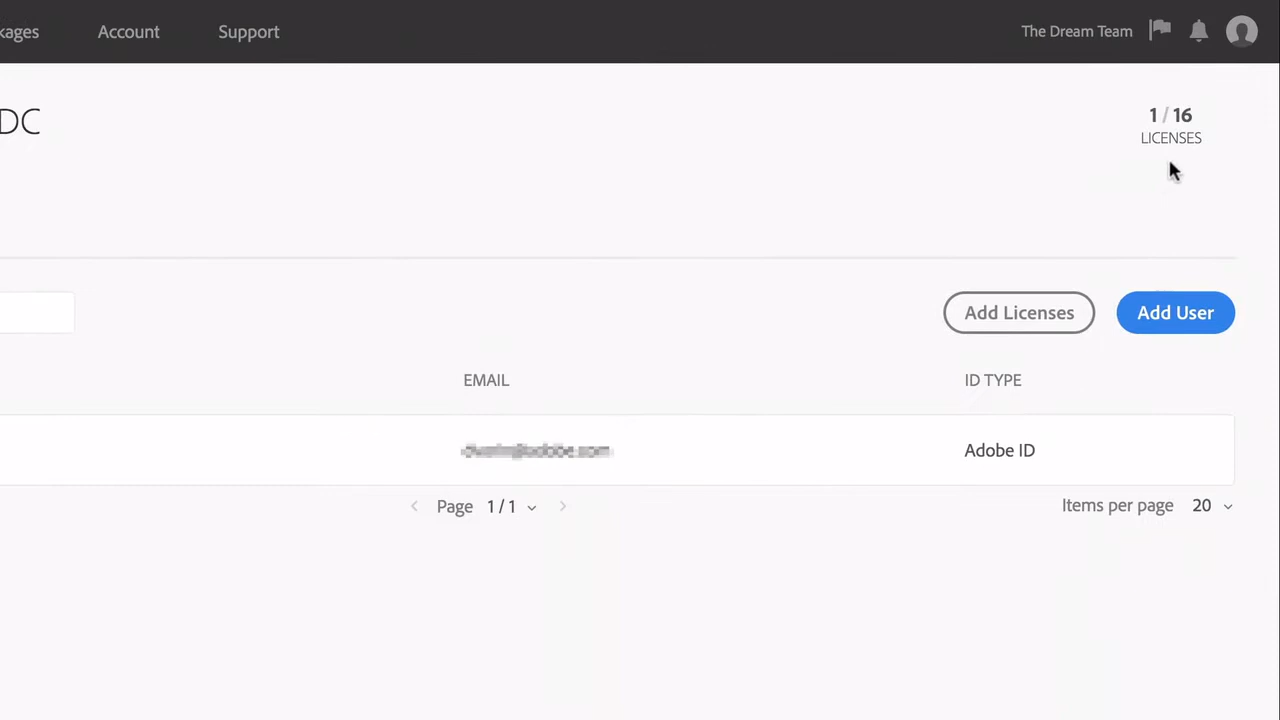 kages Account Support The Dream Team
DC
1 / 16
LICENSES
Add Licenses Add User
EMAIL ID TYPE
Adobe ID
Page 1 / 1 Items per page 20